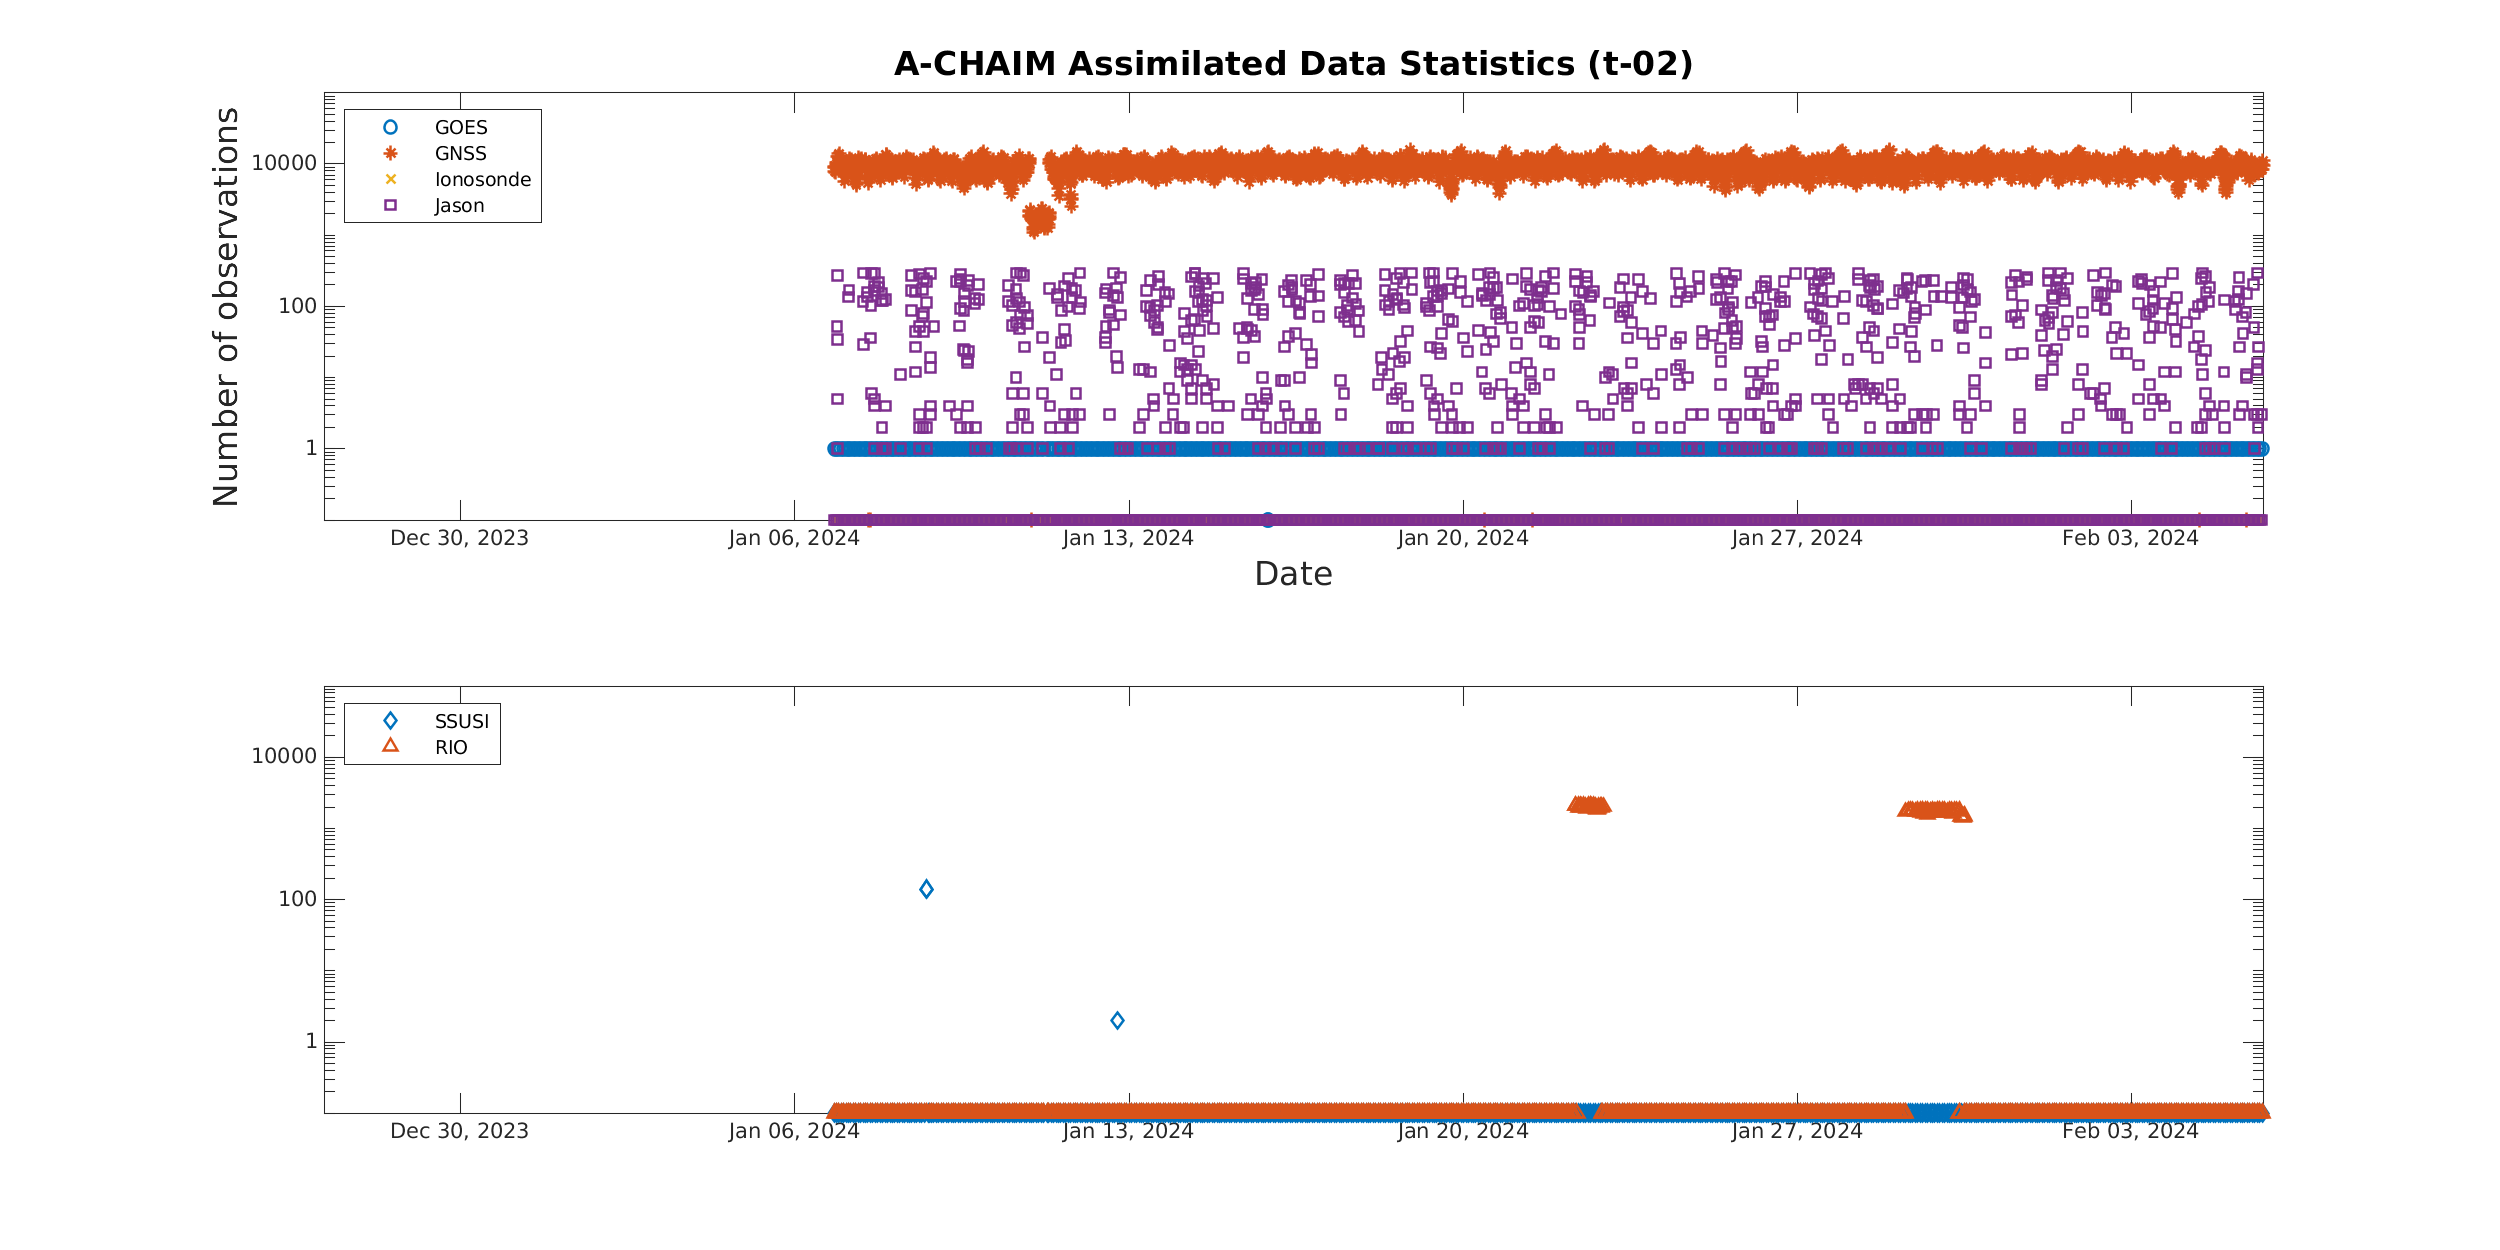 A-CHAIM Assimilated Data Statistics (t-02)
Number of observations
10000
100
1
GOES
GNSS
Ionosonde
Jason
Dec 30, 2023
Jan 06, 2024
Jan 13, 2024
Jan 20, 2024
Jan 27, 2024
Feb 03, 2024
Date
10000
100
1
SSUSI
RIO
Dec 30, 2023
Jan 06, 2024
Jan 13, 2024
Jan 20, 2024
Jan 27, 2024
Feb 03, 2024